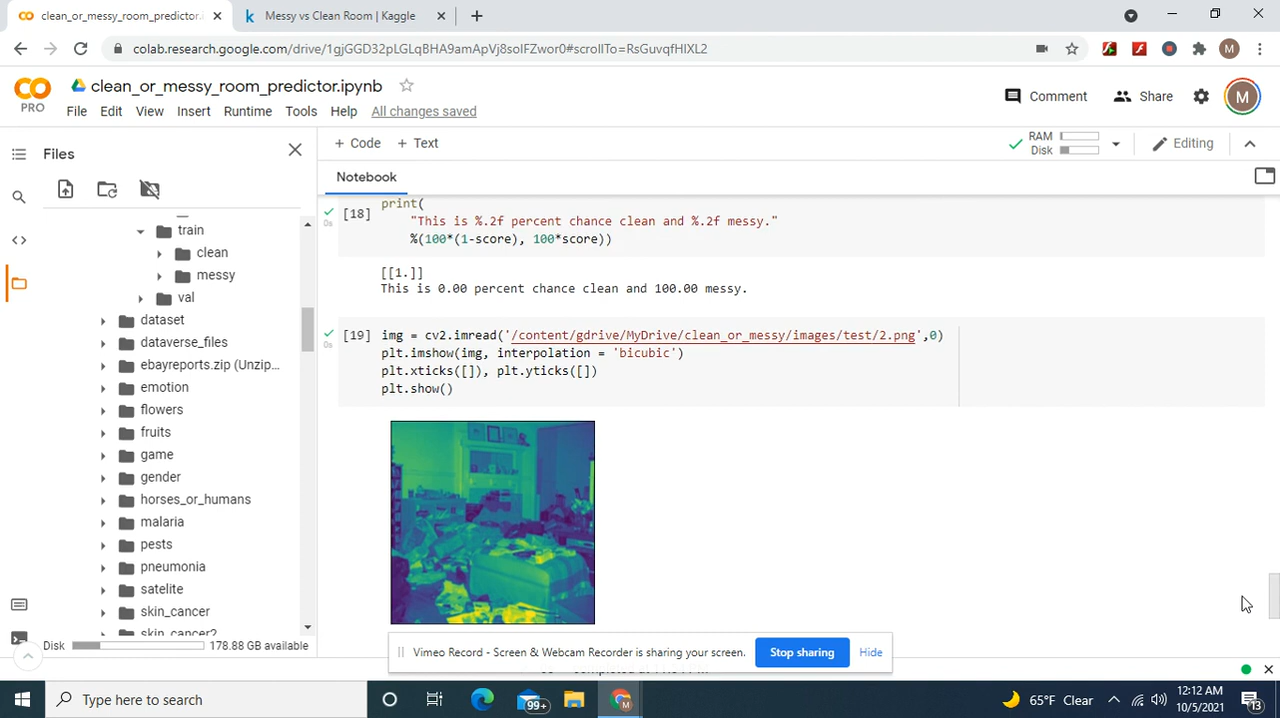 clean_or_messy_room_predictor.i
Messy vs Clean Room | Kaggle
colab.research.google.com/drive/1gjGGD32pLGLqBHA9amApVj8solFZwor0#scrollTo=RsGuvqfHIXL2
PRO
clean_or_messy_room_predictor.ipynb
File Edit View Insert Runtime Tools Help All changes saved
Comment Share M
Files
+ Code + Text
RAM
Disk
Editing
Notebook
train
clean
messy
val
dataset
dataverse_files
ebayreports.zip (Unzip...
emotion
flowers
fruits
game
gender
horses_or_humans
malaria
pests
pneumonia
satelite
skin_cancer
skin_cancer2
Disk 178.88 GB available
[18] print(
0s
"This is %.2f percent chance clean and %.2f messy."
%(100*(1-score), 100*score))
[[1.]]
This is 0.00 percent chance clean and 100.00 messy.
[19] img = cv2.imread('/content/gdrive/MyDrive/clean_or_messy/images/test/2.png',0)
0s
plt.imshow(img, interpolation = 'bicubic')
plt.xticks([]), plt.yticks([])
plt.show()
Vimeo Record - Screen & Webcam Recorder is sharing your screen. Stop sharing Hide
Type here to search
99+
65°F Clear
12:12 AM
10/5/2021
13